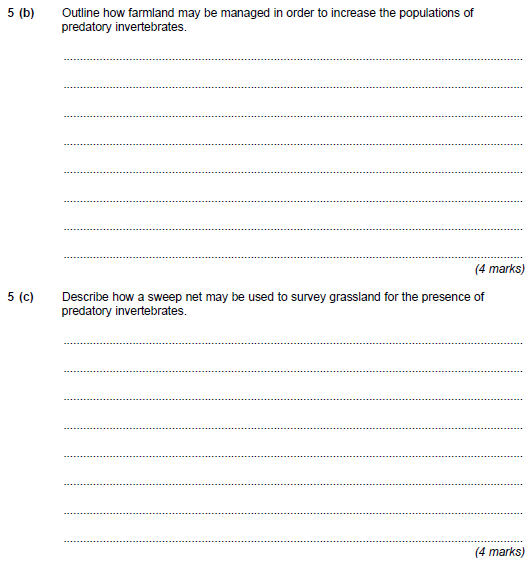 5 (b) Outline how farmland may be managed in order to increase the populations of
predatory invertebrates.
(4 marks)
5 (c) Describe how a sweep net may be used to survey grassland for the presence of
predatory invertebrates.
(4 marks)